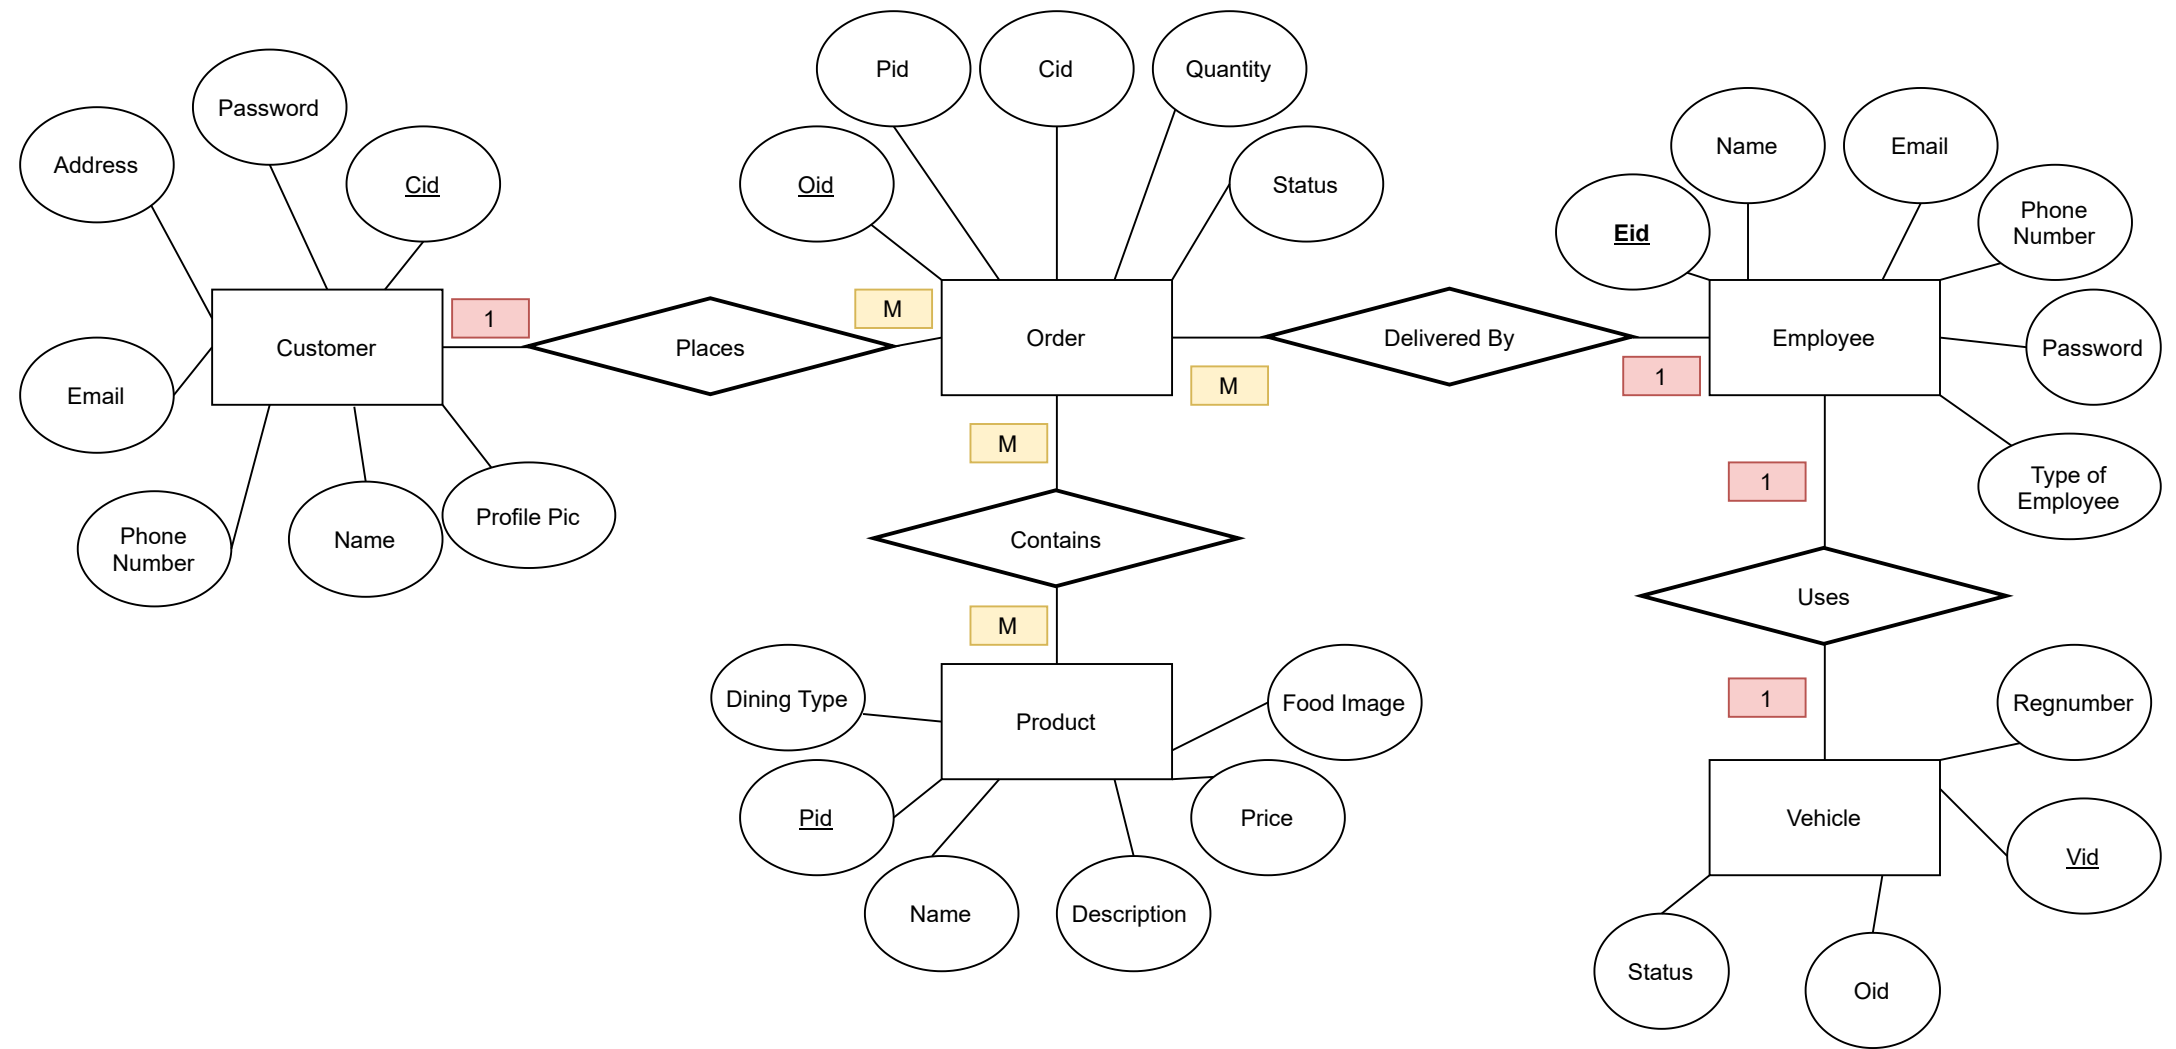 Pid
Cid
Quantity
Password
Address
Cid
Oid
Status
Name
Email
Eid
Phone
Number
Customer
1
Places
M
Order
M
Delivered By
1
Employee
Password
Email
Phone
Number
Name
Profile Pic
M
Contains
M
1
Type of
Employee
Uses
1
Dining Type
Product
Food Image
Pid
Price
Name
Description
Regnumber
Vehicle
Vid
Status
Oid